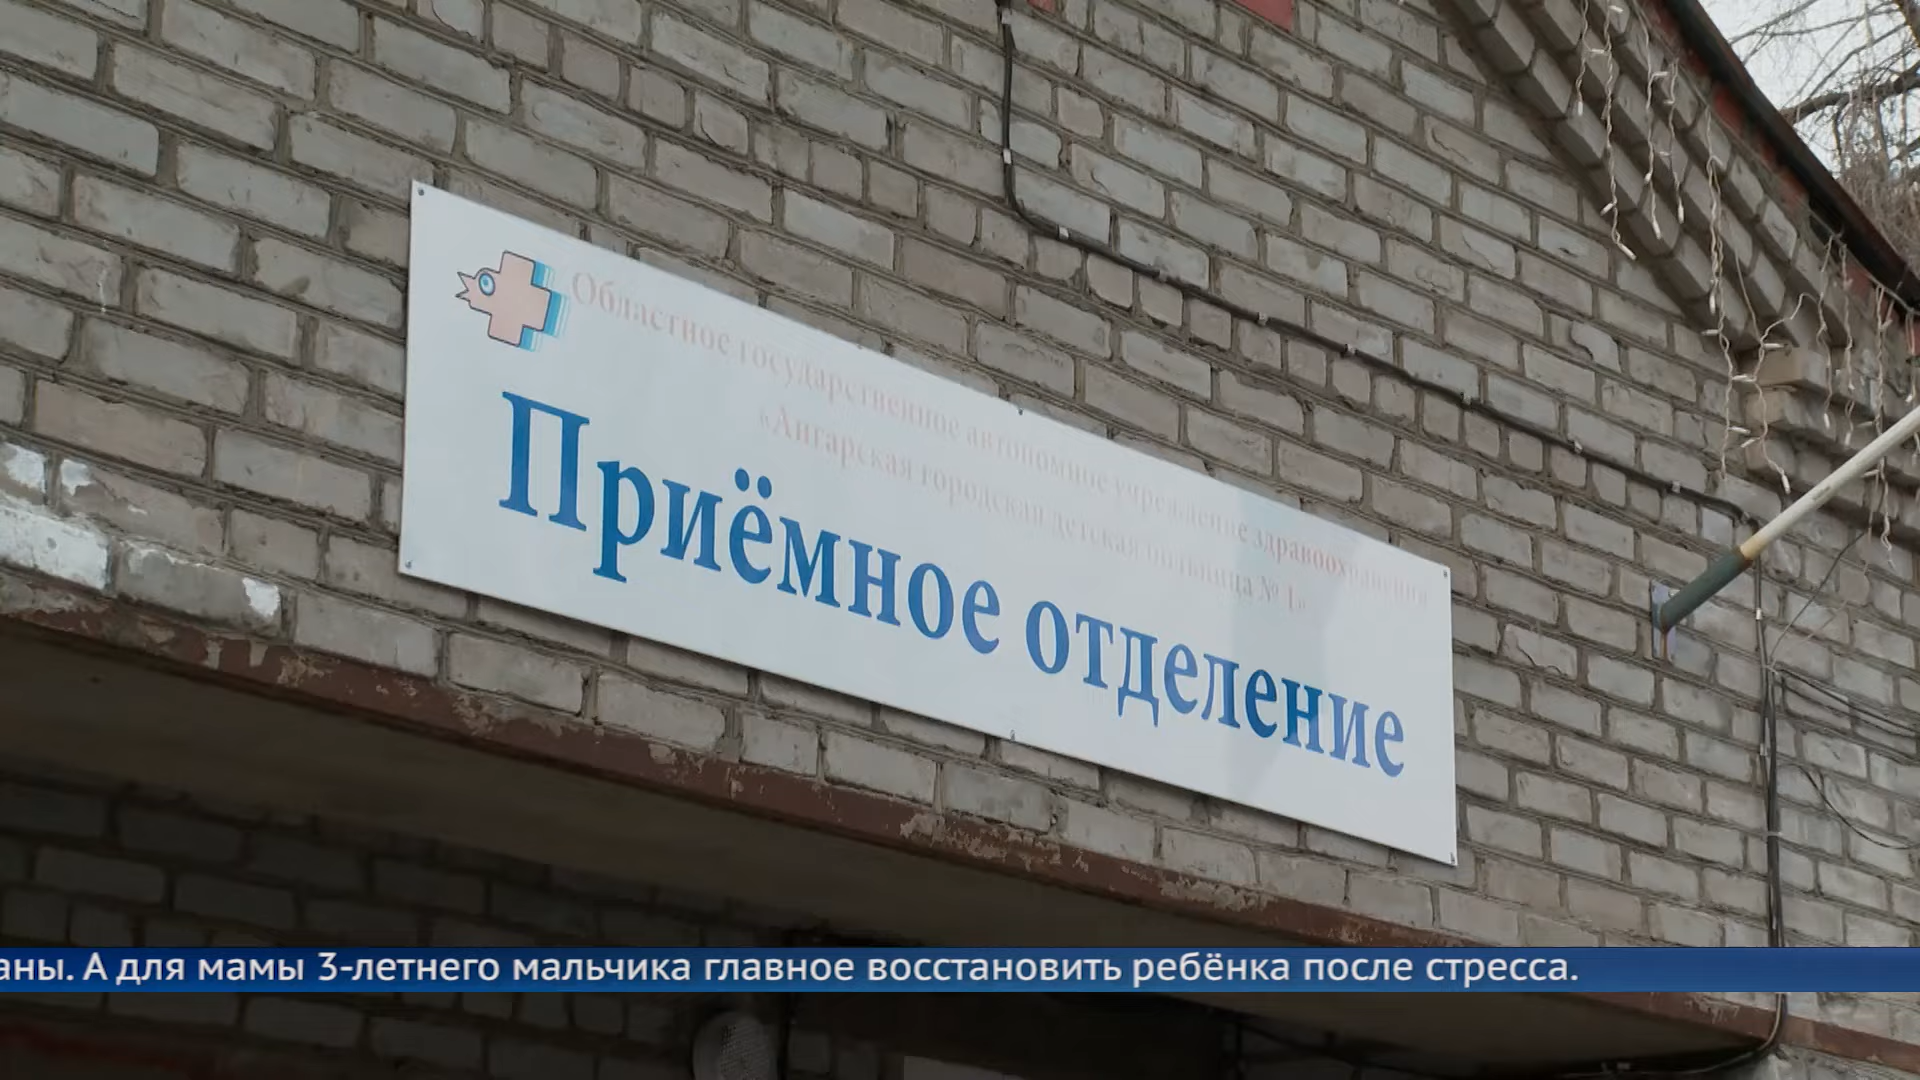 Областное государственное автономное учреждение здравоохранения
«Ангарская городская детская больница № 1»
Приёмное отделение
аны. А для мамы 3-летнего мальчика главное восстановить ребёнка после стресса.